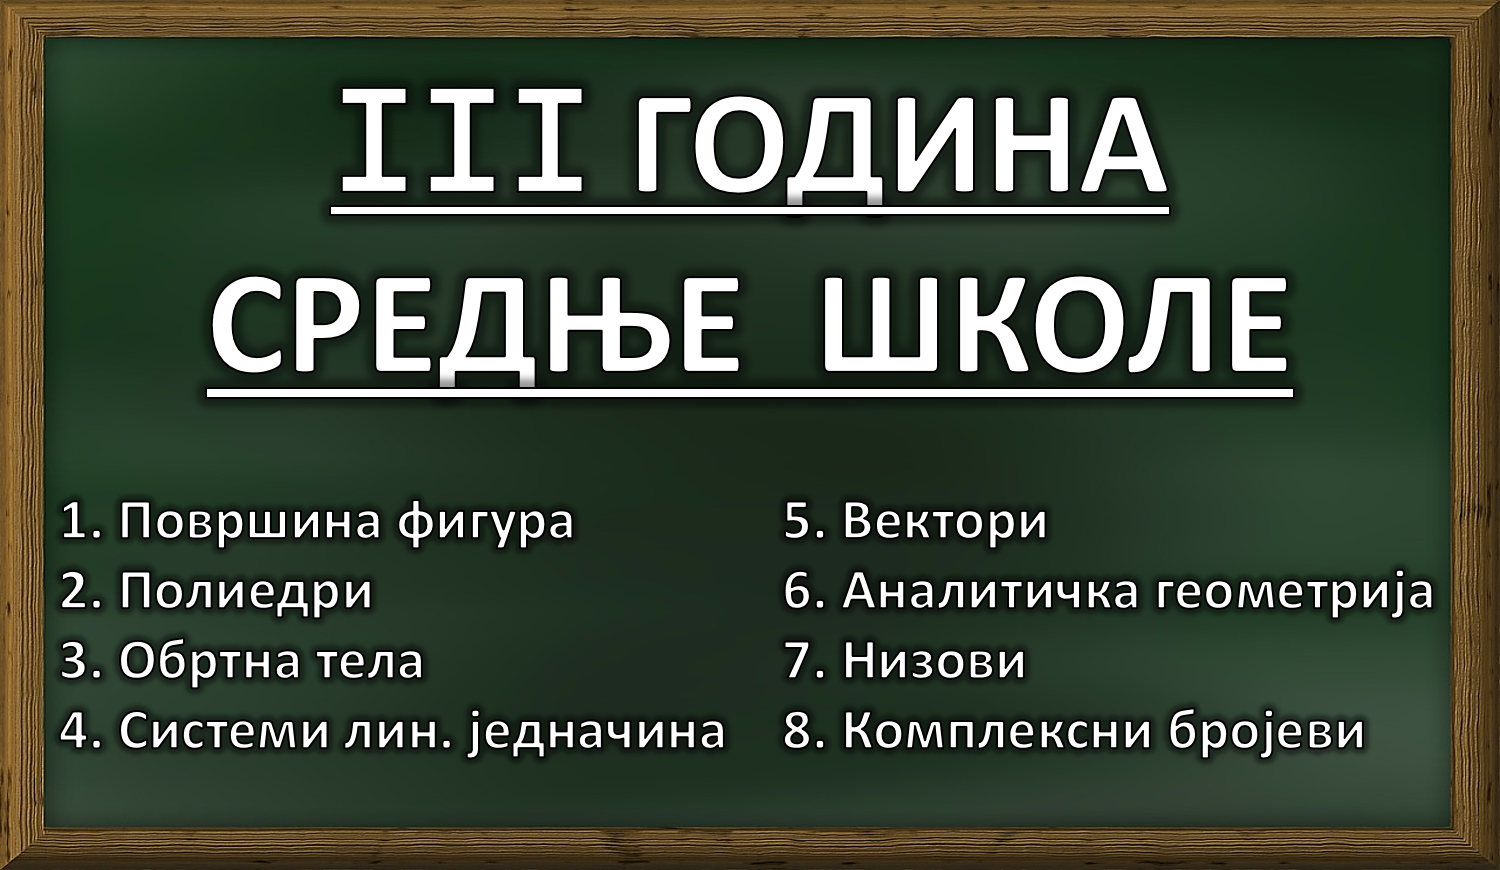 III ГОДИНА
СРЕДЊЕ ШКОЛЕ
1. Површина фигура
2. Полиедри
3. Обртна тела
4. Системи лин. једначина
5. Вектори
6. Аналитичка геометрија
7. Низови
8. Комплексни бројеви